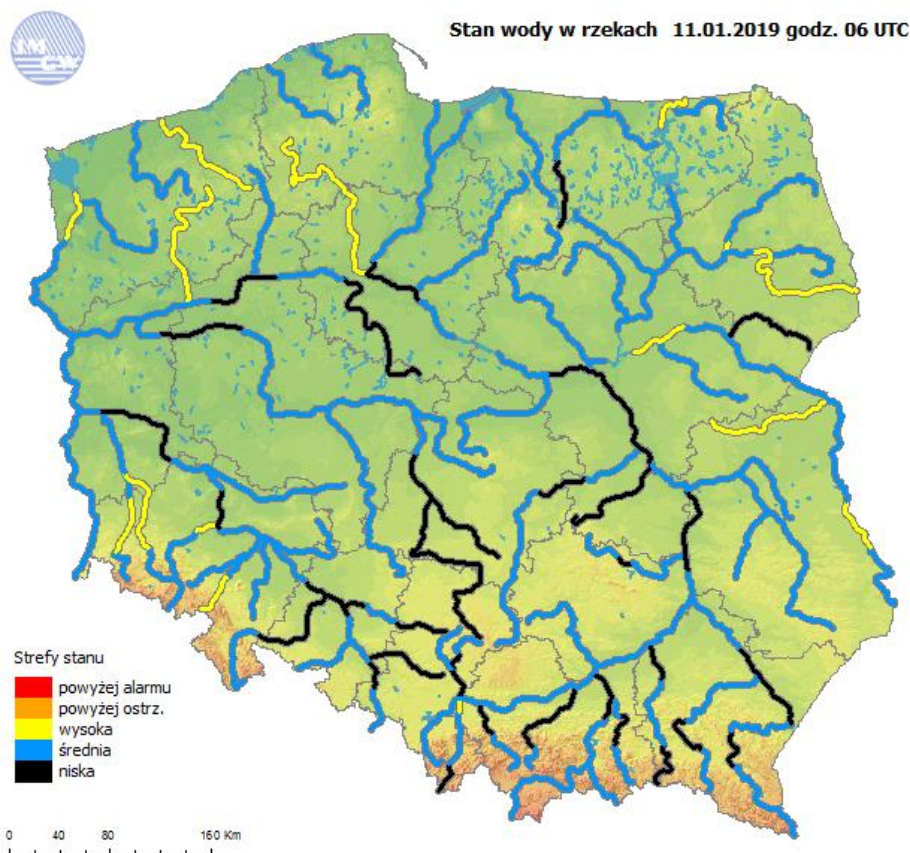 IMGW
Stan wody w rzekach 11.01.2019 godz. 06 UTC
Strefy stanu
powyżej alarmu
powyżej ostrz.
wysoka
średnia
niska
0 40 80 160 Km